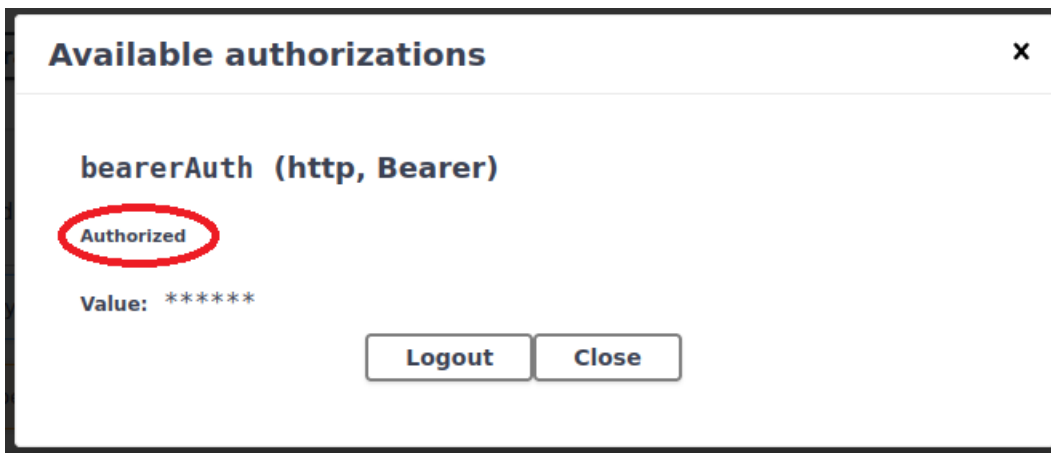 Available authorizations x
bearerAuth (http, Bearer)
Authorized
Value: ******
Logout Close